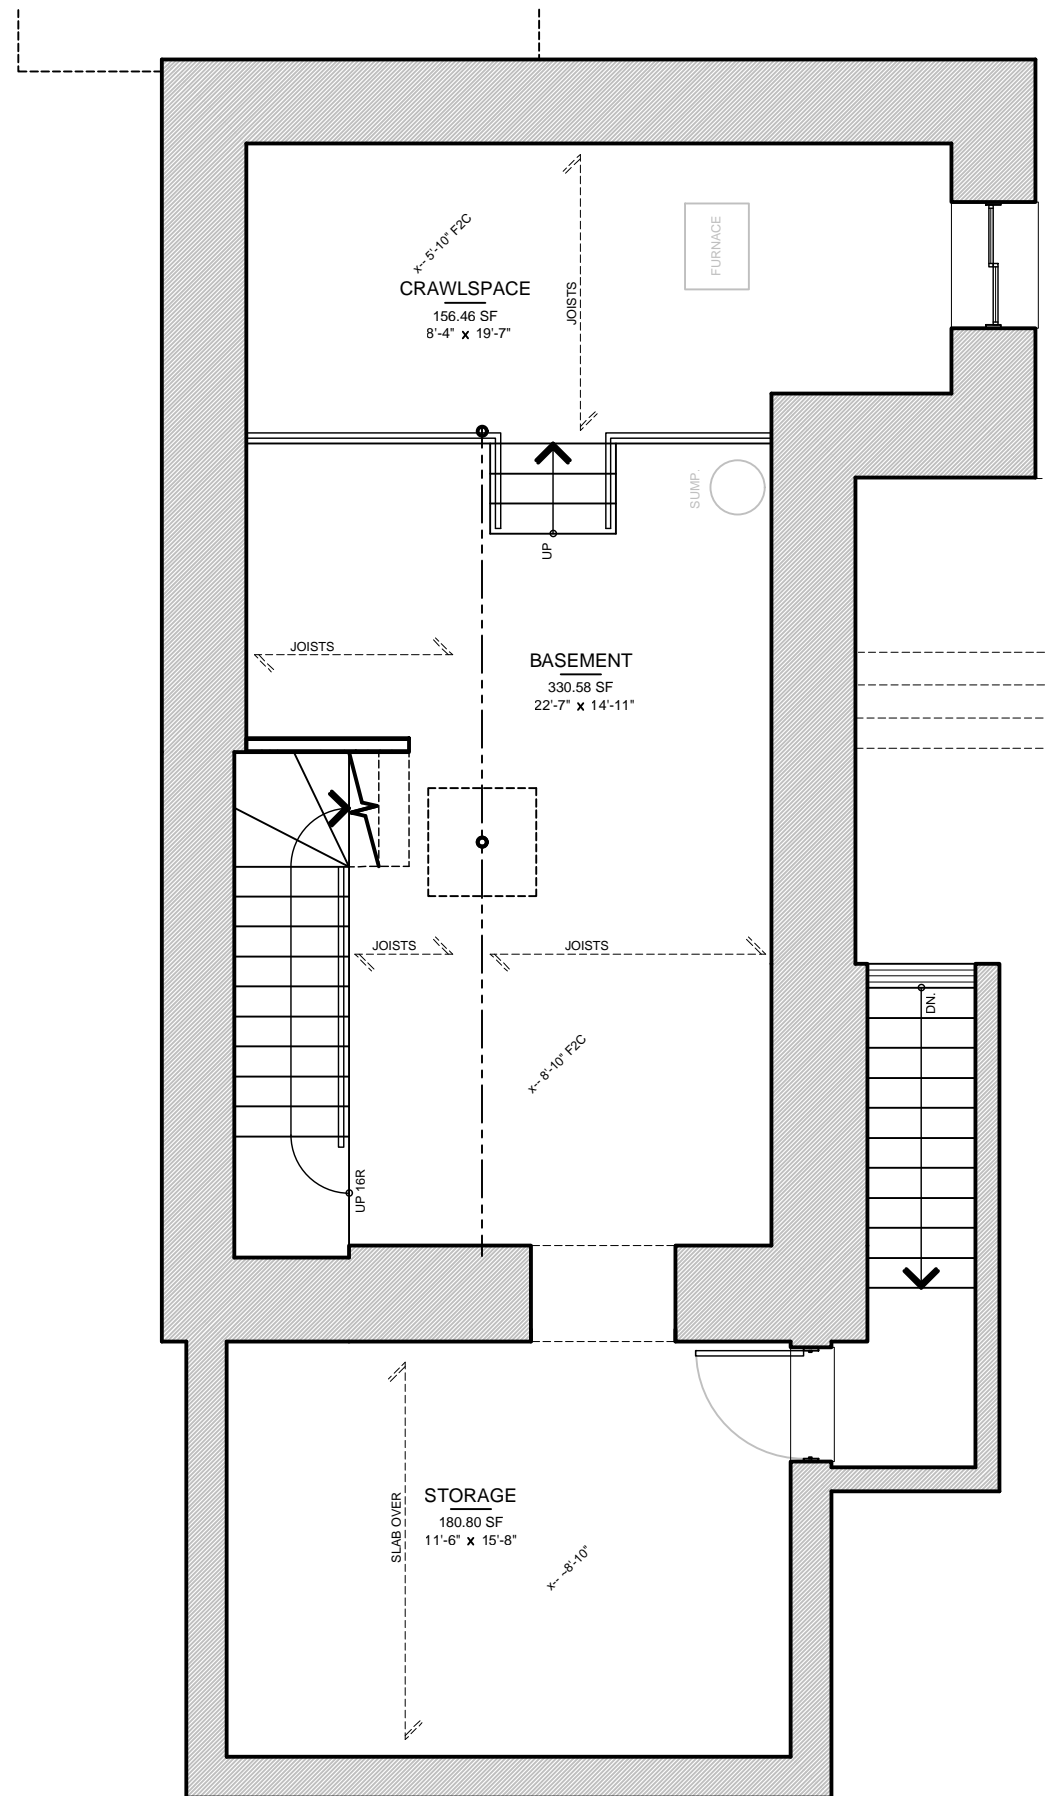 x-- 5'-10" F2C
FURNACE
CRAWLSPACE
156.46 SF
8'-4" x 19'-7"
JOISTS
SUMP.
UP
JOISTS
BASEMENT
330.58 SF
22'-7" x 14'-11"
JOISTS
JOISTS
DN.
x-- 8'-10" F2C
UP 16R
STORAGE
180.80 SF
11'-6" x 15'-8"
SLAB OVER
x-- ~8'-10"